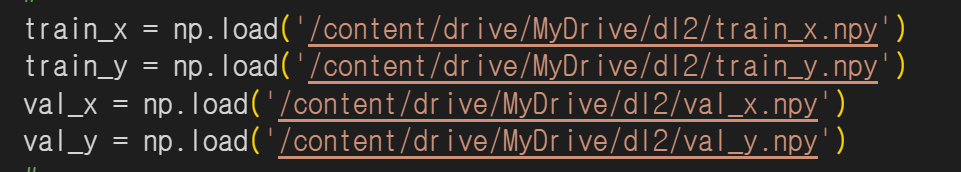 train_x = np.load('/content/drive/MyDrive/dl2/train_x.npy')
train_y = np.load('/content/drive/MyDrive/dl2/train_y.npy')
val_x = np.load('/content/drive/MyDrive/dl2/val_x.npy')
val_y = np.load('/content/drive/MyDrive/dl2/val_y.npy')